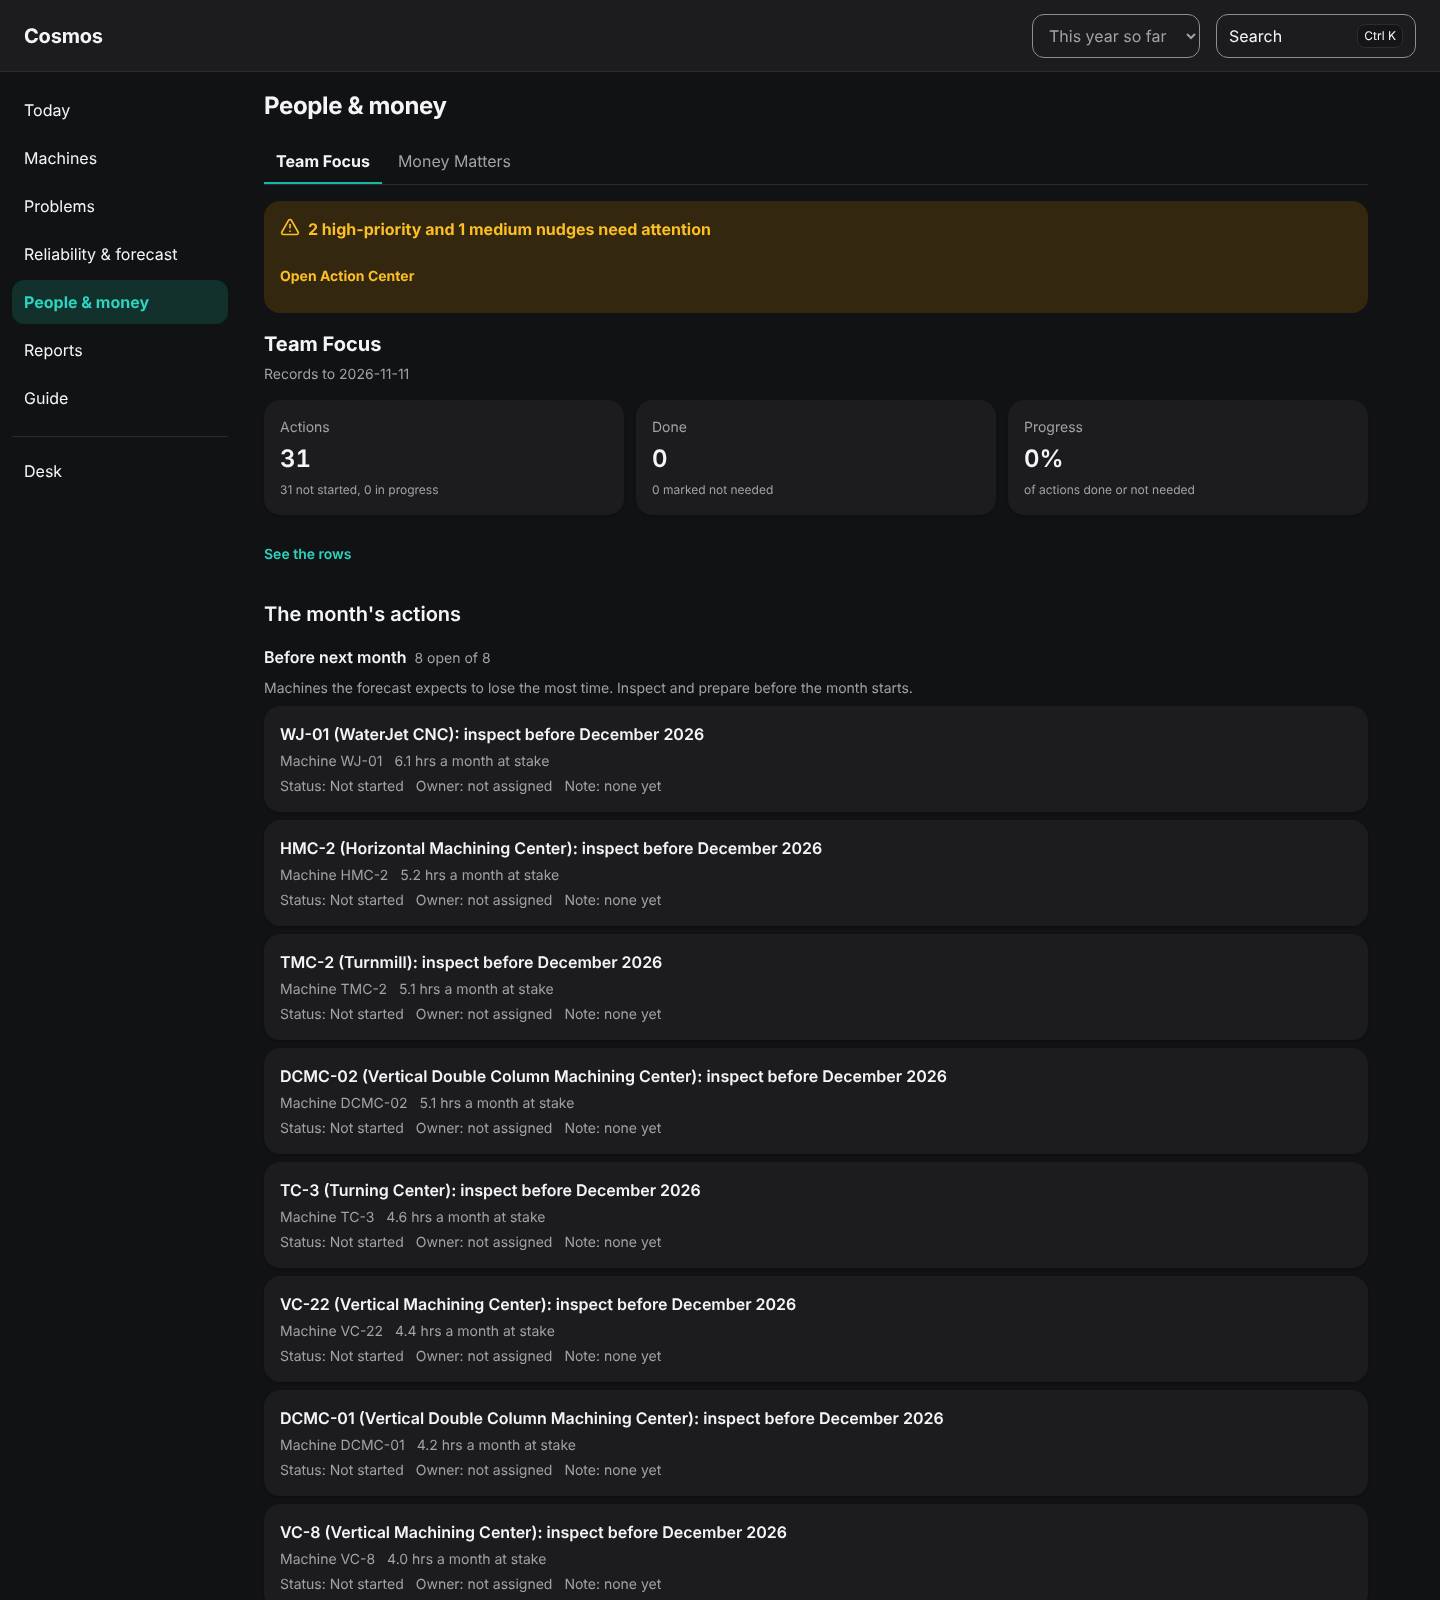 Cosmos
This year so far
Search
Ctrl K
Today
Machines
Problems
Reliability & forecast
People & money
Reports
Guide
Desk
People & money
Team Focus
Money Matters
2 high-priority and 1 medium nudges need attention
Open Action Center
Team Focus
Records to 2026-11-11
Actions
31
31 not started, 0 in progress
Done
0
0 marked not needed
Progress
0%
of actions done or not needed
See the rows
The month's actions
Before next month 8 open of 8
Machines the forecast expects to lose the most time. Inspect and prepare before the month starts.
WJ-01 (WaterJet CNC): inspect before December 2026
Machine WJ-01 6.1 hrs a month at stake
Status: Not started Owner: not assigned Note: none yet
HMC-2 (Horizontal Machining Center): inspect before December 2026
Machine HMC-2 5.2 hrs a month at stake
Status: Not started Owner: not assigned Note: none yet
TMC-2 (Turnmill): inspect before December 2026
Machine TMC-2 5.1 hrs a month at stake
Status: Not started Owner: not assigned Note: none yet
DCMC-02 (Vertical Double Column Machining Center): inspect before December 2026
Machine DCMC-02 5.1 hrs a month at stake
Status: Not started Owner: not assigned Note: none yet
TC-3 (Turning Center): inspect before December 2026
Machine TC-3 4.6 hrs a month at stake
Status: Not started Owner: not assigned Note: none yet
VC-22 (Vertical Machining Center): inspect before December 2026
Machine VC-22 4.4 hrs a month at stake
Status: Not started Owner: not assigned Note: none yet
DCMC-01 (Vertical Double Column Machining Center): inspect before December 2026
Machine DCMC-01 4.2 hrs a month at stake
Status: Not started Owner: not assigned Note: none yet
VC-8 (Vertical Machining Center): inspect before December 2026
Machine VC-8 4.0 hrs a month at stake
Status: Not started Owner: not assigned Note: none yet